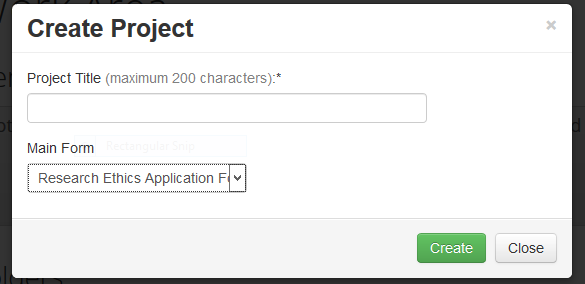 Create Project
×
Project Title (maximum 200 characters):*
Main Form
Rectangular Snip
Research Ethics Application Fo
Create Close